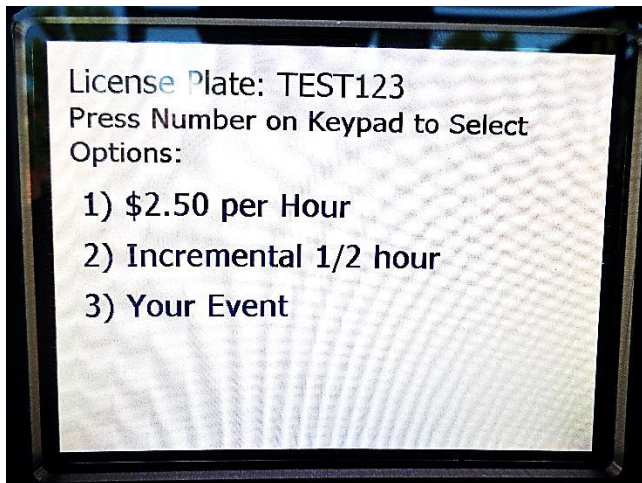 License Plate: TEST123
Press Number on Keypad to Select
Options:
1) $2.50 per Hour
2) Incremental 1/2 hour
3) Your Event